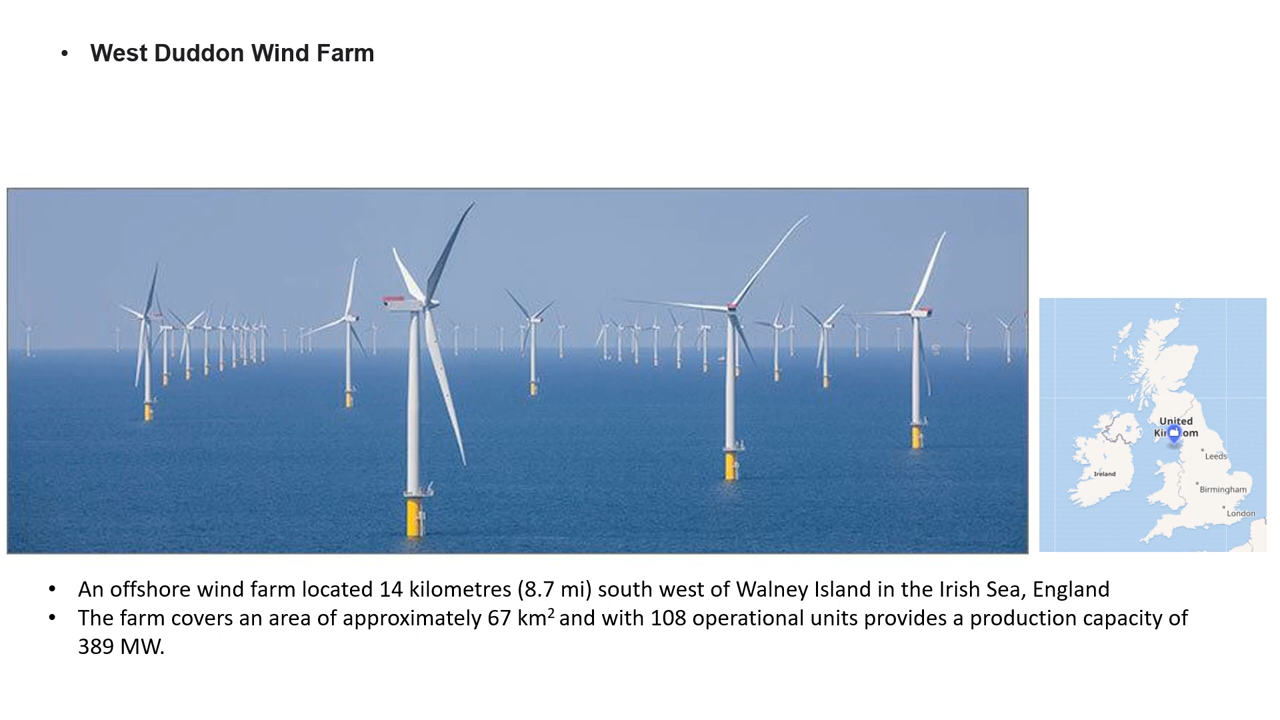 • West Duddon Wind Farm
United
Kingdom
Leeds
Ireland
Birmingham
London
• An offshore wind farm located 14 kilometres (8.7 mi) south west of Walney Island in the Irish Sea, England
• The farm covers an area of approximately 67 km² and with 108 operational units provides a production capacity of
389 MW.